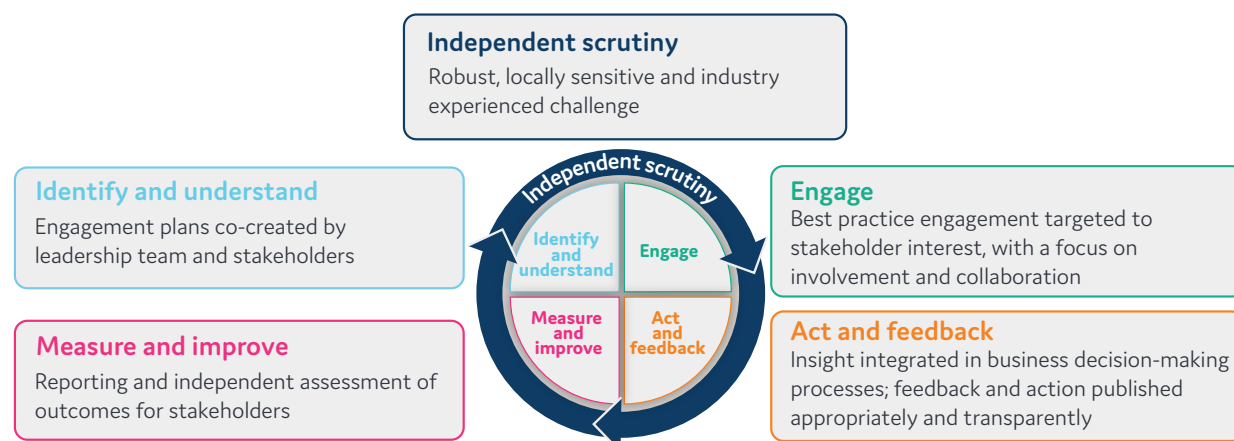 Independent scrutiny
Robust, locally sensitive and industry
experienced challenge
Identify and understand
Engagement plans co-created by
leadership team and stakeholders
Independent scrutiny
Identify
and
understand
Engage
Measure
and
improve
Act
and
feedback
Engage
Best practice engagement targeted to
stakeholder interest, with a focus on
involvement and collaboration
Measure and improve
Reporting and independent assessment of
outcomes for stakeholders
Act and feedback
Insight integrated in business decision-making
processes; feedback and action published
appropriately and transparently